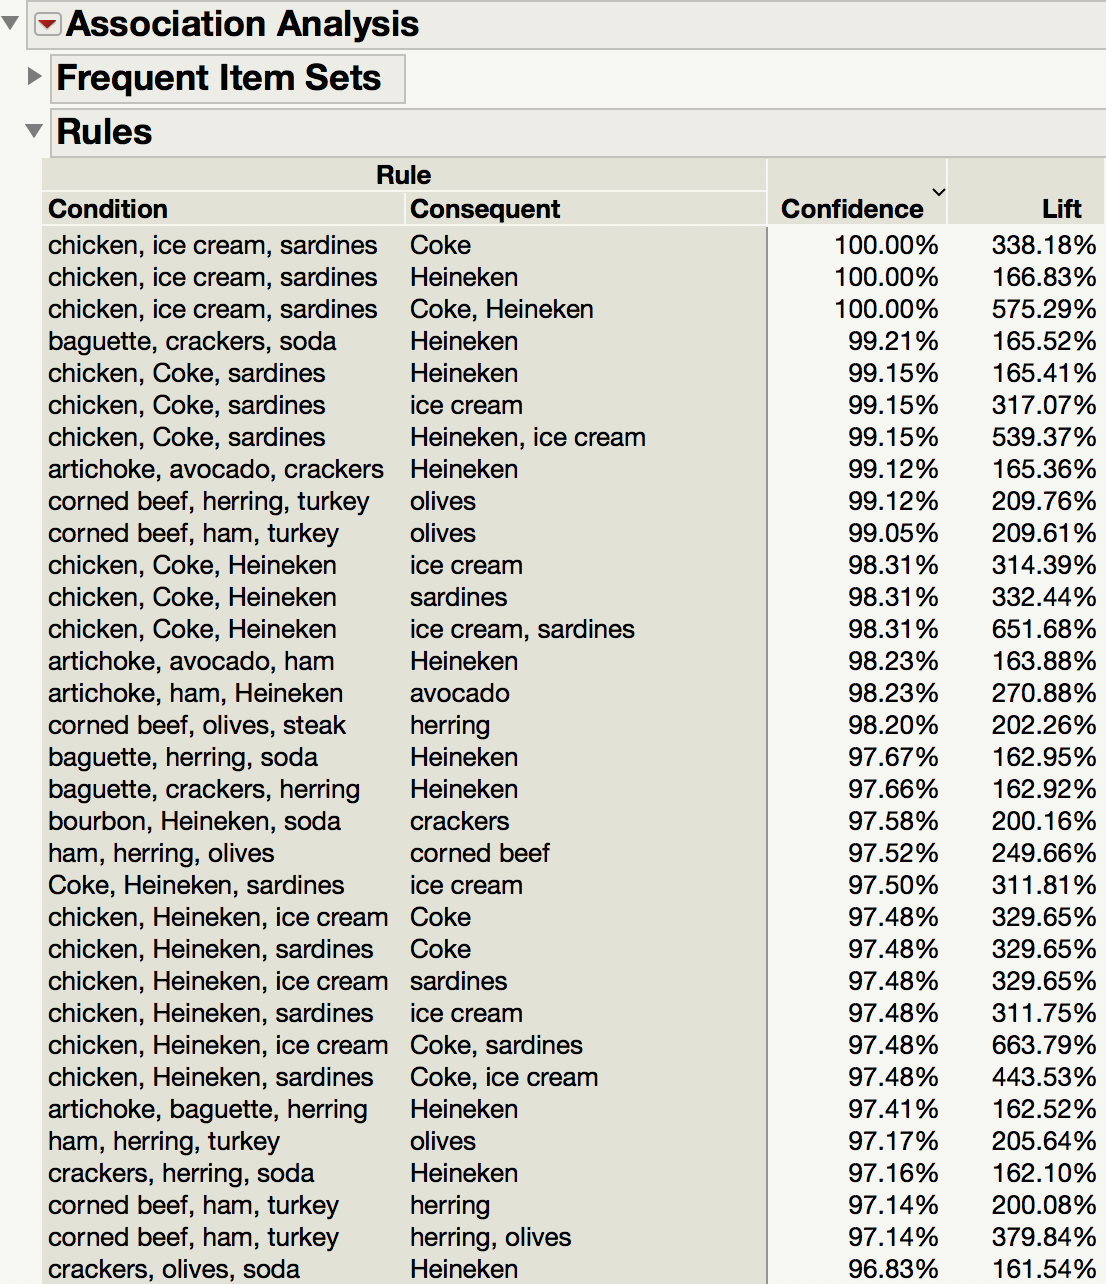 Association Analysis
Frequent Item Sets
Rules
Rule
Condition Consequent Confidence Lift
chicken, ice cream, sardines Coke 100.00% 338.18%
chicken, ice cream, sardines Heineken 100.00% 166.83%
chicken, ice cream, sardines Coke, Heineken 100.00% 575.29%
baguette, crackers, soda Heineken 99.21% 165.52%
chicken, Coke, sardines Heineken 99.15% 165.41%
chicken, Coke, sardines ice cream 99.15% 317.07%
chicken, Coke, sardines Heineken, ice cream 99.15% 539.37%
artichoke, avocado, crackers Heineken 99.12% 165.36%
corned beef, herring, turkey olives 99.12% 209.76%
corned beef, ham, turkey olives 99.05% 209.61%
chicken, Coke, Heineken ice cream 98.31% 314.39%
chicken, Coke, Heineken sardines 98.31% 332.44%
chicken, Coke, Heineken ice cream, sardines 98.31% 651.68%
artichoke, avocado, ham Heineken 98.23% 163.88%
artichoke, ham, Heineken avocado 98.23% 270.88%
corned beef, olives, steak herring 98.20% 202.26%
baguette, herring, soda Heineken 97.67% 162.95%
baguette, crackers, herring Heineken 97.66% 162.92%
bourbon, Heineken, soda crackers 97.58% 200.16%
ham, herring, olives corned beef 97.52% 249.66%
Coke, Heineken, sardines ice cream 97.50% 311.81%
chicken, Heineken, ice cream Coke 97.48% 329.65%
chicken, Heineken, sardines Coke 97.48% 329.65%
chicken, Heineken, ice cream sardines 97.48% 329.65%
chicken, Heineken, sardines ice cream 97.48% 311.75%
chicken, Heineken, ice cream Coke, sardines 97.48% 663.79%
chicken, Heineken, sardines Coke, ice cream 97.48% 443.53%
artichoke, baguette, herring Heineken 97.41% 162.52%
ham, herring, turkey olives 97.17% 205.64%
crackers, herring, soda Heineken 97.16% 162.10%
corned beef, ham, turkey herring 97.14% 200.08%
corned beef, ham, turkey herring, olives 97.14% 379.84%
crackers, olives, soda Heineken 96.83% 161.54%